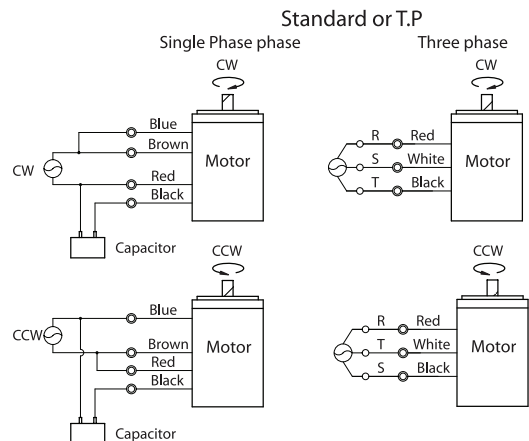 Standard or T.P
Single Phase phase
CW
Blue
Brown
Red
Black
Motor
CW
Capacitor
Three phase
CW
R Red
S White
T Black
Motor
CCW
Blue
Brown
Red
Black
Motor
CCW
Capacitor
CCW
R Red
T White
S Black
Motor